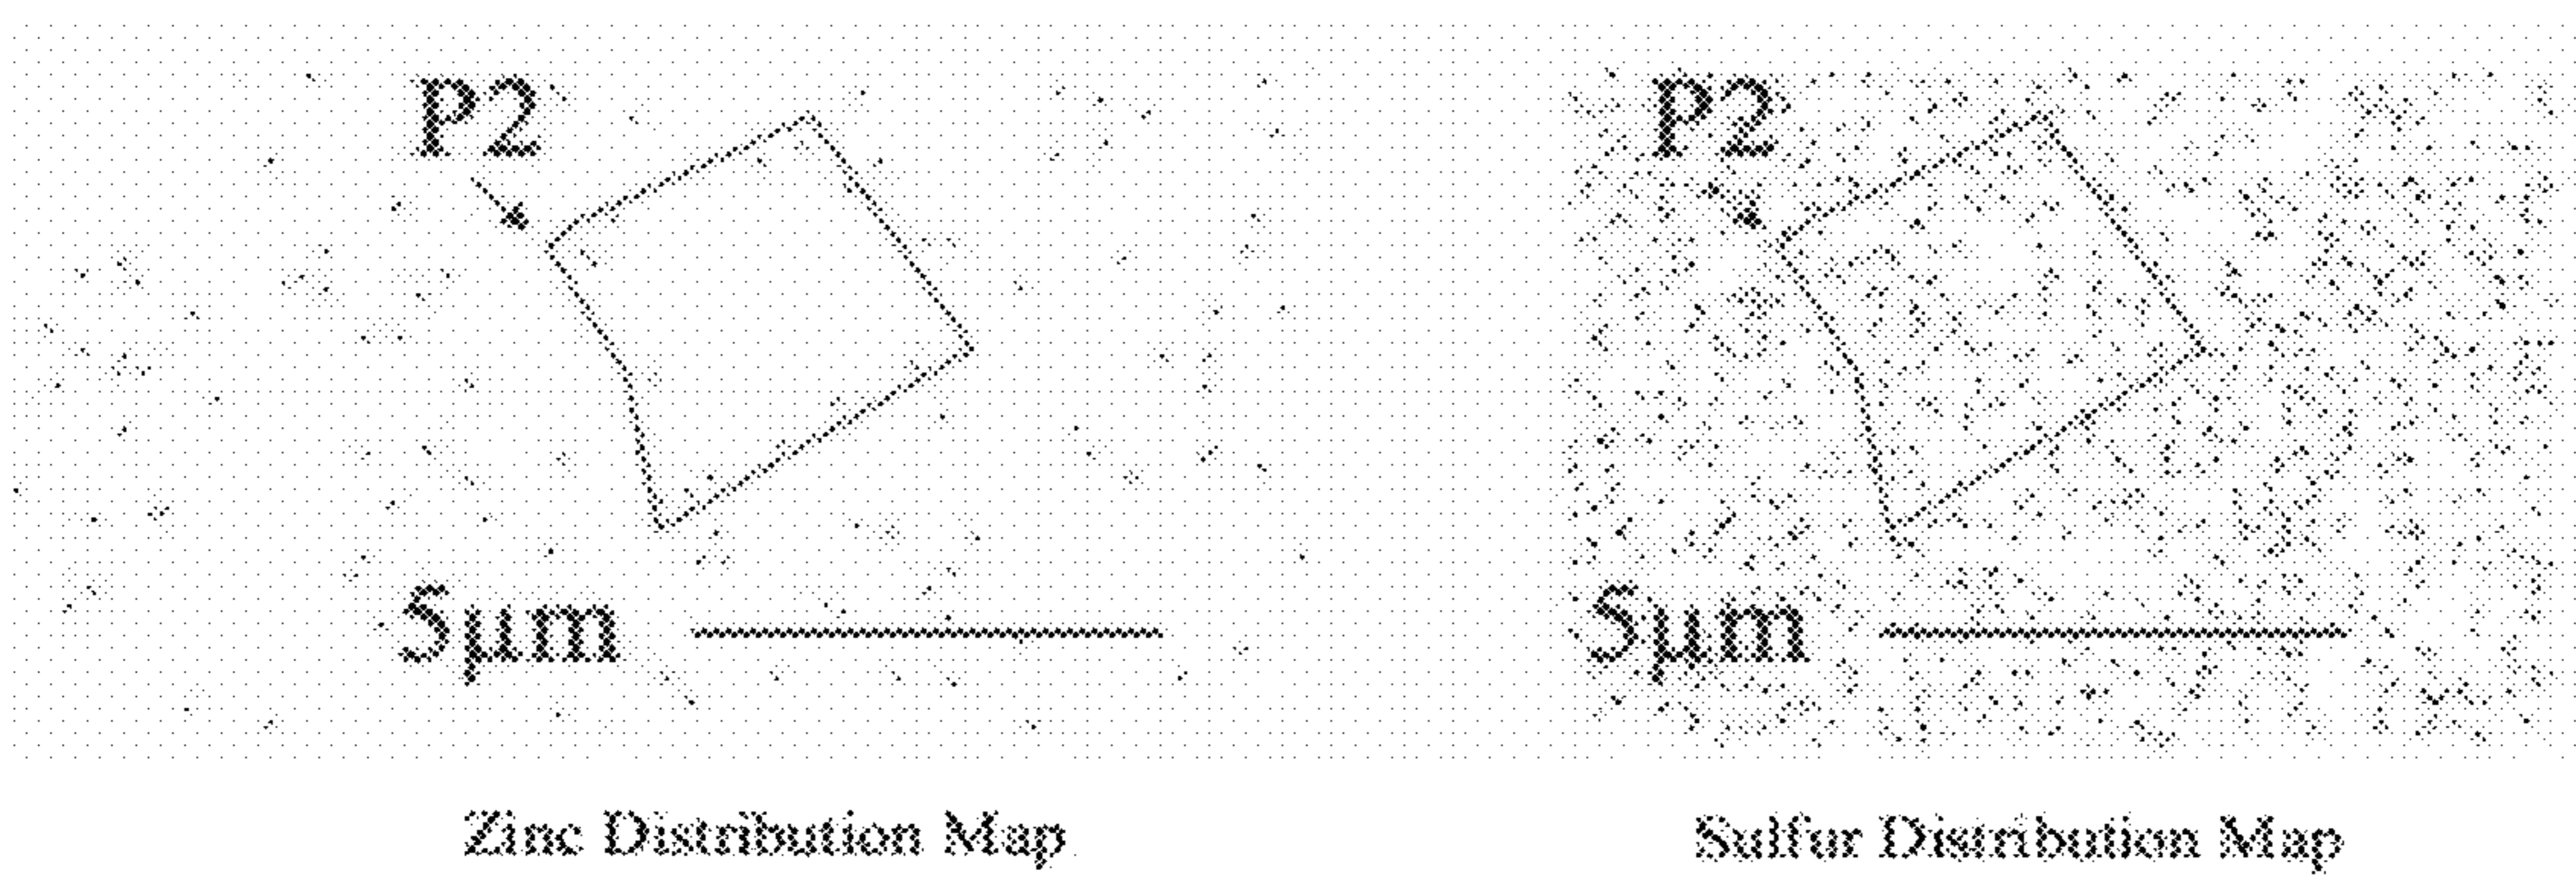 P2
5μm
Zinc Distribution Map
P2
5μm
Sulfur Distribution Map